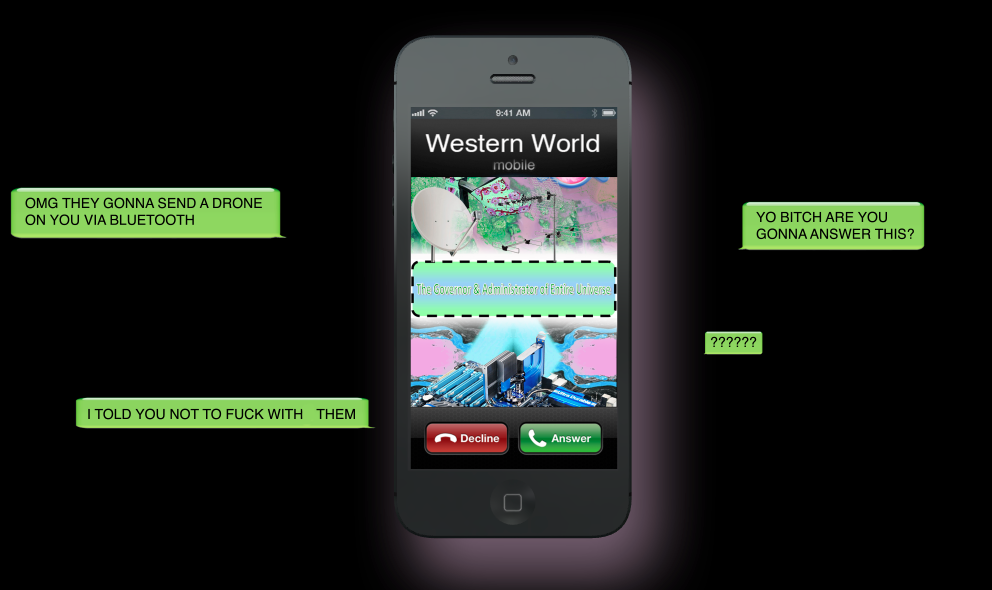 9:41 AM
Western World
mobile
OMG THEY GONNA SEND A DRONE
ON YOU VIA BLUETOOTH
YO BITCH ARE YOU
GONNA ANSWER THIS?
The Governor & Administrator of Entire Universe
??????
I TOLD YOU NOT TO FUCK WITH THEM
Decline
Answer